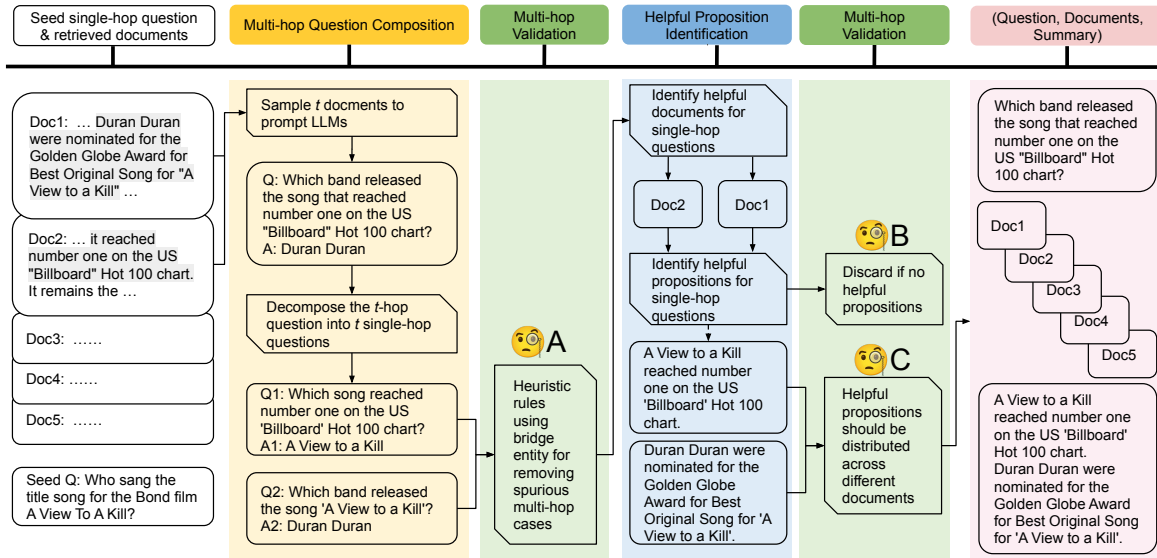 Seed single-hop question
& retrieved documents
Multi-hop Question Composition
Multi-hop
Validation
Helpful Proposition
Identification
Multi-hop
Validation
(Question, Documents,
Summary)
Doc1: … Duran Duran
were nominated for the
Golden Globe Award for
Best Original Song for "A
View to a Kill" …
Doc2: … it reached
number one on the US
"Billboard" Hot 100 chart.
It remains the …
Doc3: ……
Doc4: ……
Doc5: ……
Seed Q: Who sang the
title song for the Bond film
A View To A Kill?
Sample t docments to
prompt LLMs
Q: Which band released
the song that reached
number one on the US
"Billboard" Hot 100 chart?
A: Duran Duran
Decompose the t-hop
question into t single-hop
questions
Q1: Which song reached
number one on the US
'Billboard' Hot 100 chart?
A1: A View to a Kill
Q2: Which band released
the song 'A View to a Kill'?
A2: Duran Duran
A
Heuristic
rules
using
bridge
entity for
removing
spurious
multi-hop
cases
Identify helpful
documents for
single-hop
questions
Doc2
Doc1
Identify helpful
propositions for
single-hop
questions
A View to a Kill
reached number
one on the US
'Billboard' Hot 100
chart.
Duran Duran were
nominated for the
Golden Globe
Award for Best
Original Song for 'A
View to a Kill'.
B
Discard if no
helpful
propositions
C
Helpful
propositions
should be
distributed
across
different
documents
Which band released
the song that reached
number one on the
US "Billboard" Hot
100 chart?
Doc1
Doc2
Doc3
Doc4
Doc5
A View to a Kill
reached number one
on the US 'Billboard'
Hot 100 chart.
Duran Duran were
nominated for the
Golden Globe Award
for Best Original Song
for 'A View to a Kill'.